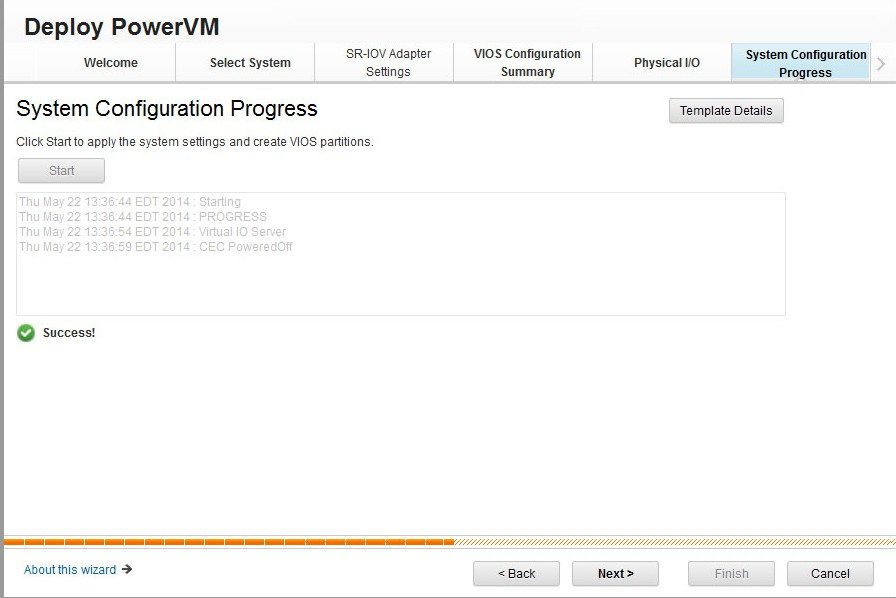 Deploy PowerVM
Welcome
Select System
SR-IOV Adapter
Settings
VIOS Configuration
Summary
Physical I/O
System Configuration
Progress
System Configuration Progress
Template Details
Click Start to apply the system settings and create VIOS partitions.
Start
Thu May 22 13:36:44 EDT 2014 : Starting
Thu May 22 13:36:44 EDT 2014 : PROGRESS
Thu May 22 13:36:54 EDT 2014 : Virtual IO Server
Thu May 22 13:36:59 EDT 2014 : CEC PoweredOff
Success!
About this wizard
< Back
Next >
Finish
Cancel